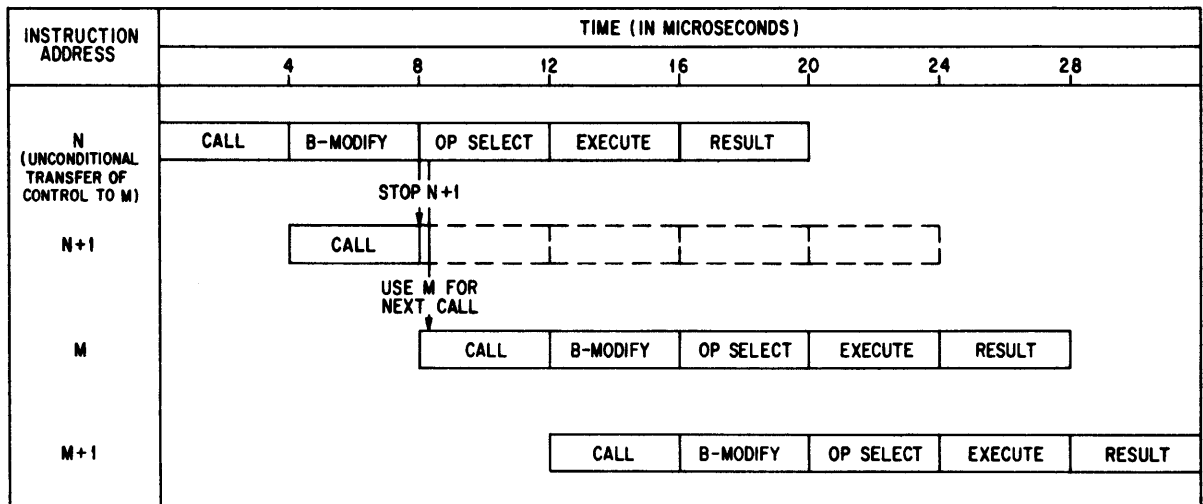 INSTRUCTION
ADDRESS
TIME (IN MICROSECONDS)
4 8 12 16 20 24 28
N
(UNCONDITIONAL
TRANSFER OF
CONTROL TO M)
CALL B-MODIFY OP SELECT EXECUTE RESULT
STOP N+1
N+1
CALL
USE M FOR
NEXT CALL
M
CALL B-MODIFY OP SELECT EXECUTE RESULT
M+1
CALL B-MODIFY OP SELECT EXECUTE RESULT